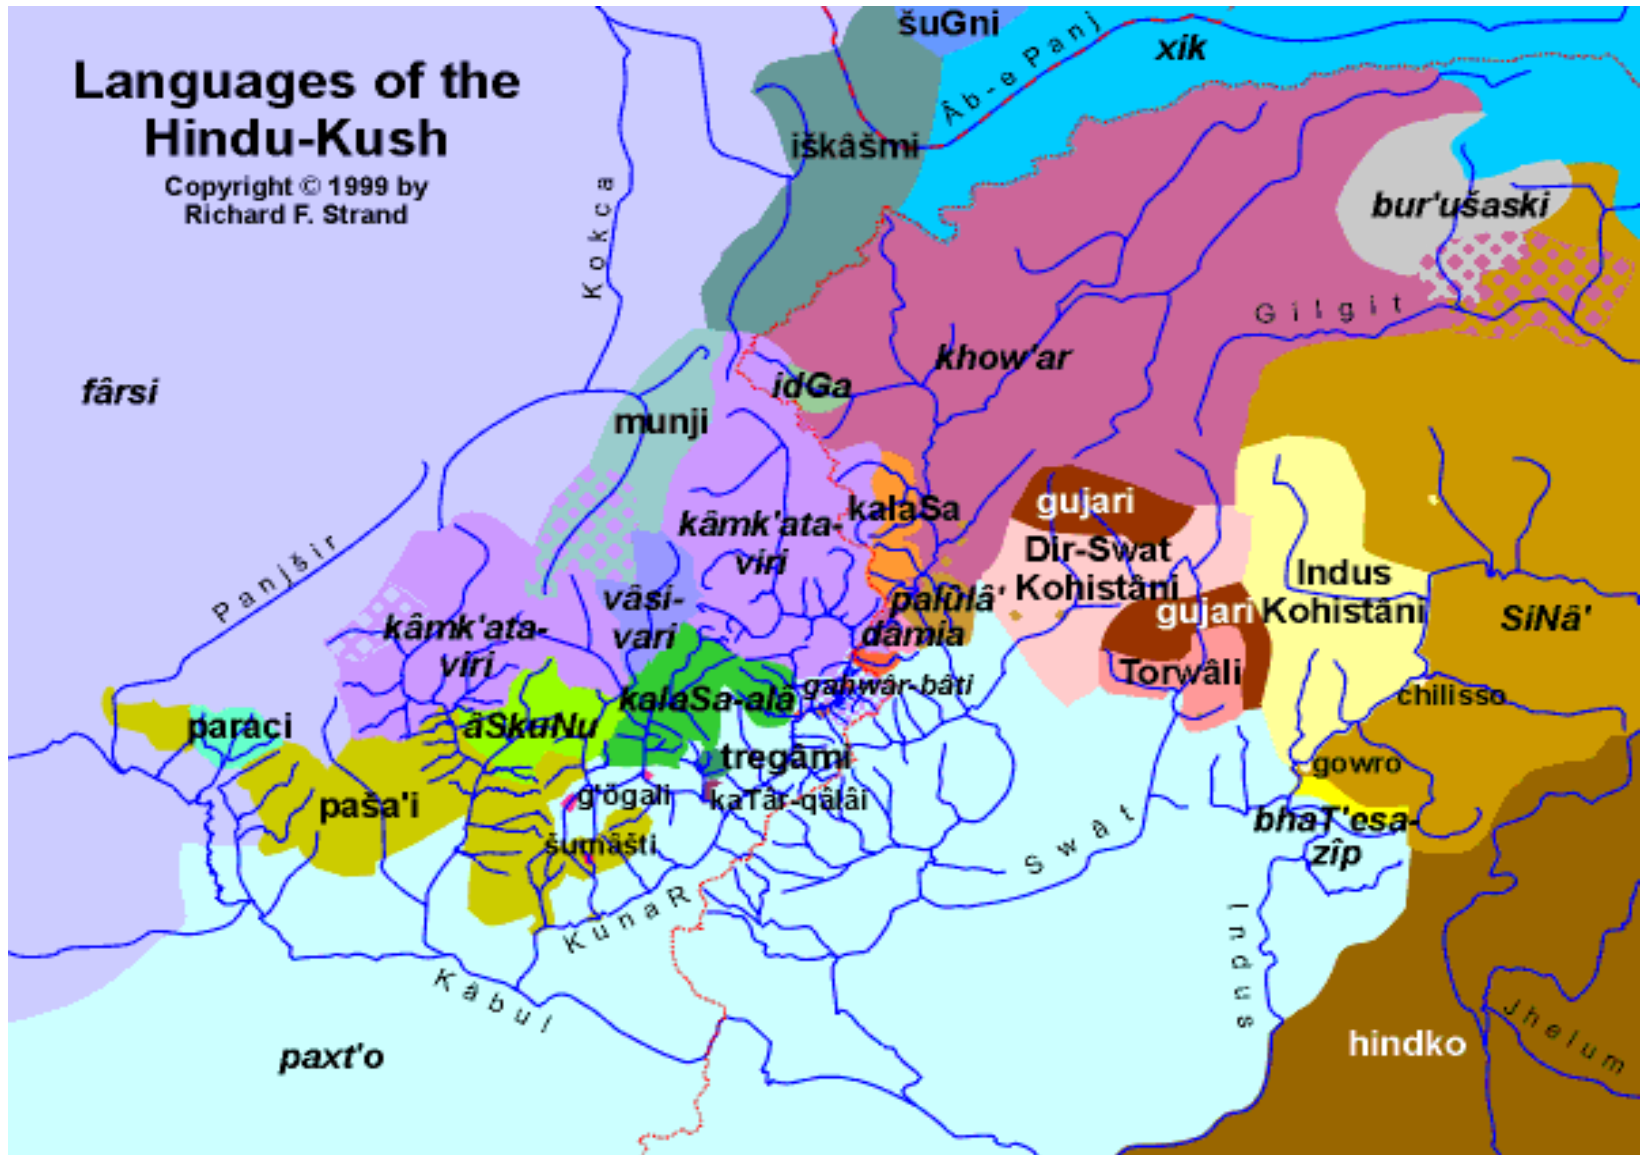 Languages of the
Hindu-Kush
Copyright © 1999 by
Richard F. Strand
šuGni
Âb-e Panj
xik
iškâšmi
Kokca
bur'ušaski
Gilgit
fârsi
khow'ar
idGa
munji
kalaSa
gujari
kâmk'ata-
viri
Dir-Swat
Kohistâni
Indus
Kohistâni
Panjšir
vâsi-
vari
palûlâ'
dâmia
gujari
SiNâ'
kâmk'ata-
viri
Torwâli
gahwâr-bâti
kalaSa-alâ
chilisso
paraci
âSkuNu
tregâmi
gowro
paša'i
g'ôgali
kaTâr-qâlâi
bhaT'esa-
zîp
šumâšti
Swât
KunaR
Indus
Kâbul
Jhelum
hindko
paxt'o